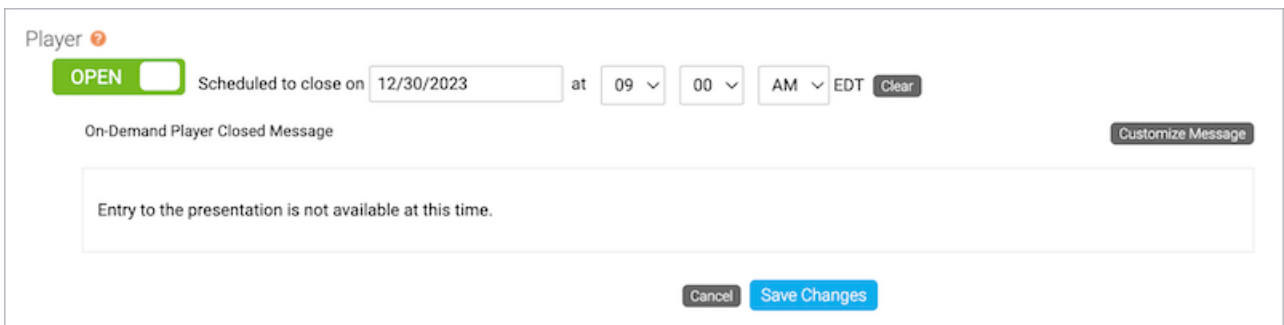 Player ?
OPEN Scheduled to close on 12/30/2023 at 09 00 AM EDT Clear
On-Demand Player Closed Message Customize Message
Entry to the presentation is not available at this time.
Cancel Save Changes